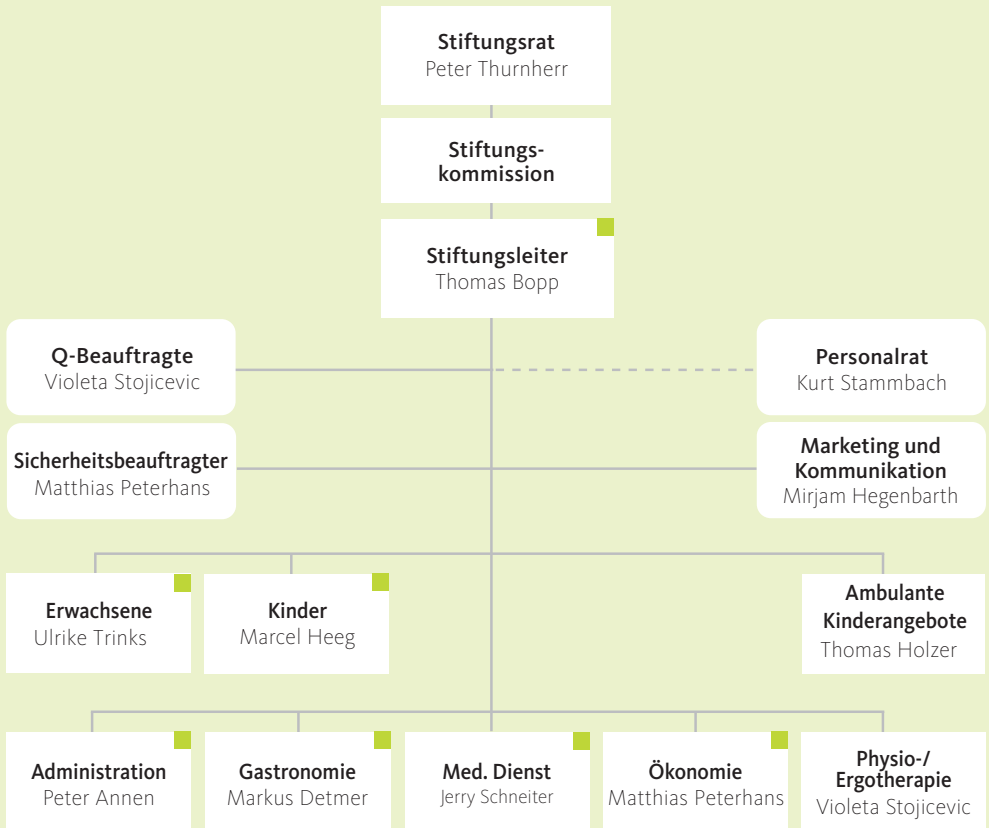 Stiftungsrat
Peter Thurnherr
Stiftungs-
kommission
Stiftungsleiter
Thomas Bopp
Q-Beauftragte
Violeta Stojicevic
Personalrat
Kurt Stammbach
Sicherheitsbeauftragter
Matthias Peterhans
Marketing und
Kommunikation
Mirjam Hegenbarth
Erwachsene
Ulrike Trinks
Kinder
Marcel Heeg
Ambulante
Kinderangebote
Thomas Holzer
Administration
Peter Annen
Gastronomie
Markus Detmer
Med. Dienst
Jerry Schneiter
Ökonomie
Matthias Peterhans
Physio-/
Ergotherapie
Violeta Stojicevic